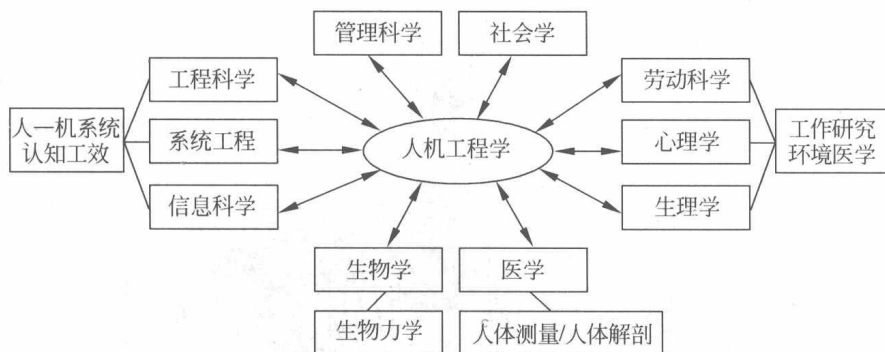 管理科学
社会学
工程科学
劳动科学
人—机系统
认知工效
系统工程
人机工程学
心理学
工作研究
环境医学
信息科学
生理学
生物学
医学
生物力学
人体测量/人体解剖